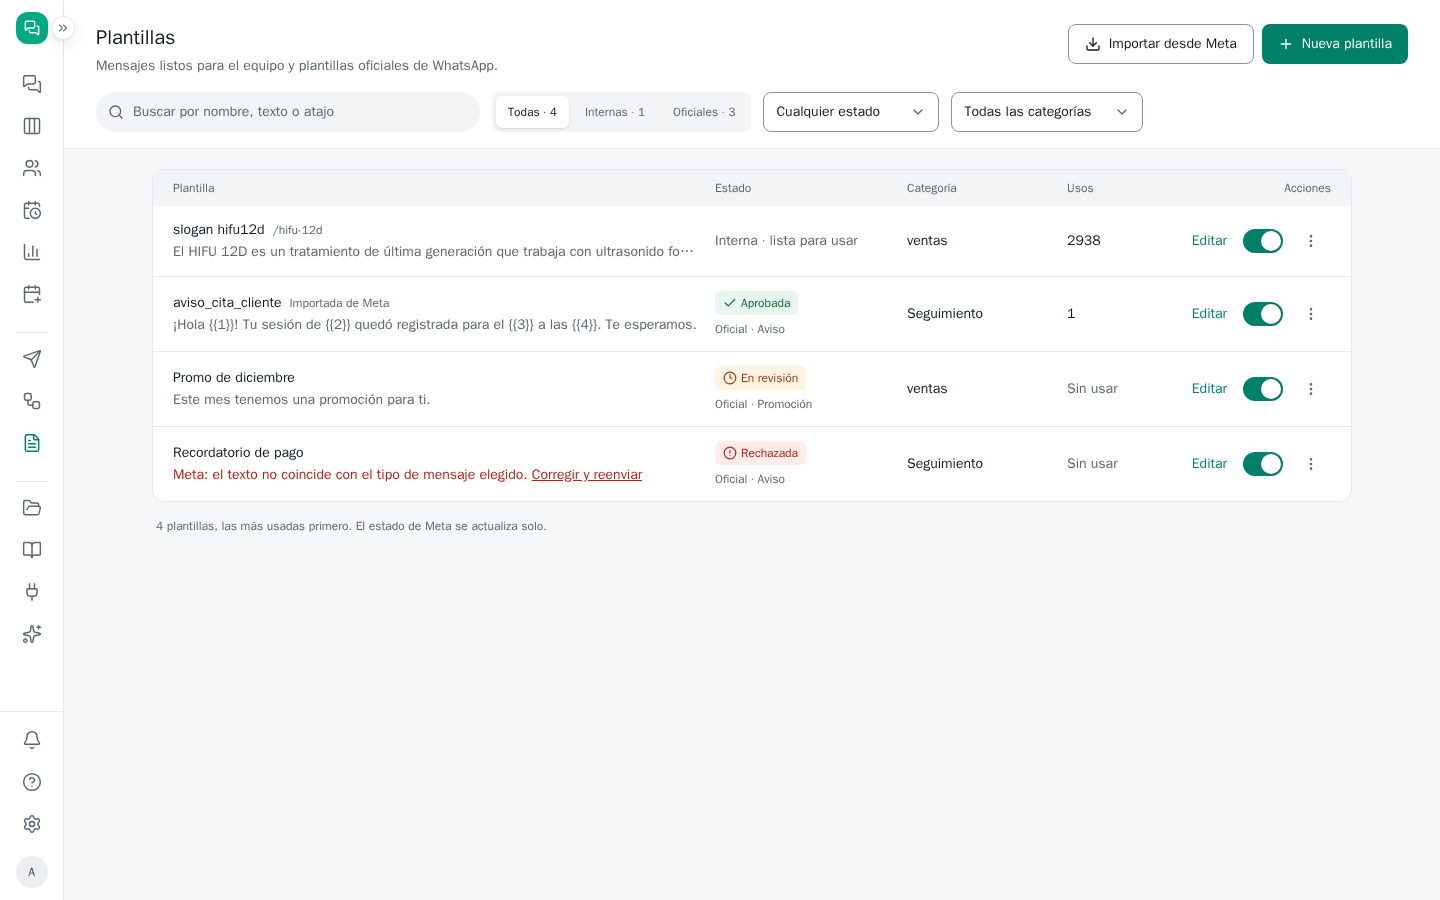 Plantillas
Mensajes listos para el equipo y plantillas oficiales de WhatsApp.
Importar desde Meta
Nueva plantilla
Buscar por nombre, texto o atajo
Todas · 4
Internas · 1
Oficiales · 3
Cualquier estado
Todas las categorías
Plantilla
Estado
Categoría
Usos
Acciones
slogan hifu12d /hifu-12d
El HIFU 12D es un tratamiento de última generación que trabaja con ultrasonido fo…
Interna · lista para usar
ventas
2938
Editar
aviso_cita_cliente Importada de Meta
¡Hola {{1}}! Tu sesión de {{2}} quedó registrada para el {{3}} a las {{4}}. Te esperamos.
Aprobada
Oficial · Aviso
Seguimiento
1
Editar
Promo de diciembre
Este mes tenemos una promoción para ti.
En revisión
Oficial · Promoción
ventas
Sin usar
Editar
Recordatorio de pago
Meta: el texto no coincide con el tipo de mensaje elegido. Corregir y reenviar
Rechazada
Oficial · Aviso
Seguimiento
Sin usar
Editar
4 plantillas, las más usadas primero. El estado de Meta se actualiza solo.
A